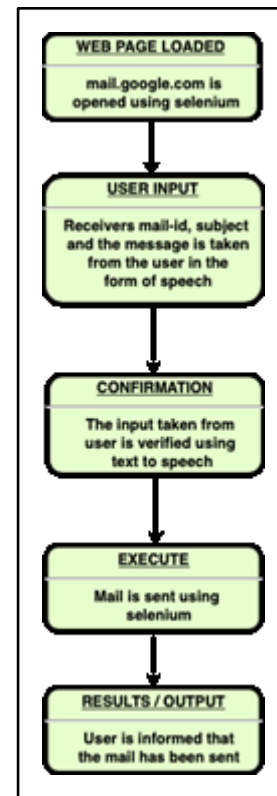 WEB PAGE LOADED
mail.google.com is
opened using selenium
USER INPUT
Receivers mail-id, subject
and the message is taken
from the user in the
form of speech
CONFIRMATION
The input taken from
user is verified using
text to speech
EXECUTE
Mail is sent using
selenium
RESULTS / OUTPUT
User is informed that
the mail has been sent